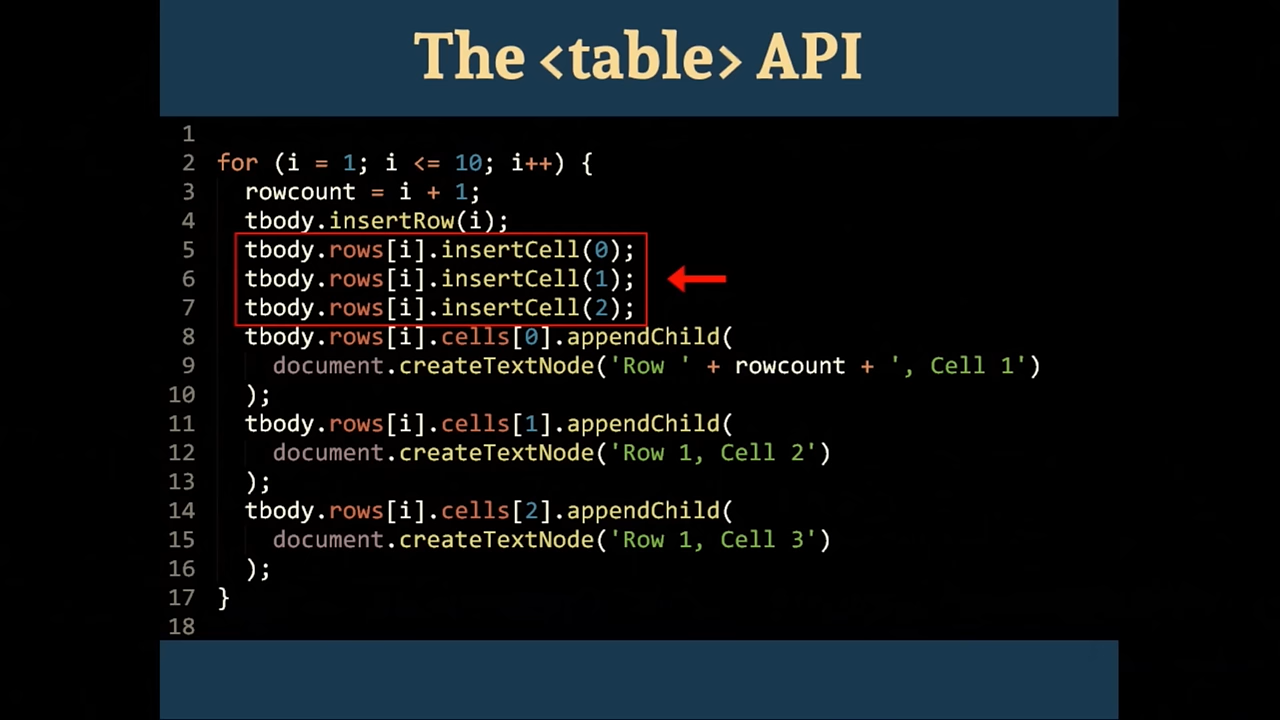 The <table> API
1
2 for (i = 1; i <= 10; i++) {
3 rowcount = i + 1;
4 tbody.insertRow(i);
5 tbody.rows[i].insertCell(0);
6 tbody.rows[i].insertCell(1);
7 tbody.rows[i].insertCell(2);
8 tbody.rows[i].cells[0].appendChild(
9 document.createTextNode('Row ' + rowcount + ', Cell 1')
10 );
11 tbody.rows[i].cells[1].appendChild(
12 document.createTextNode('Row 1, Cell 2')
13 );
14 tbody.rows[i].cells[2].appendChild(
15 document.createTextNode('Row 1, Cell 3')
16 );
17 }
18